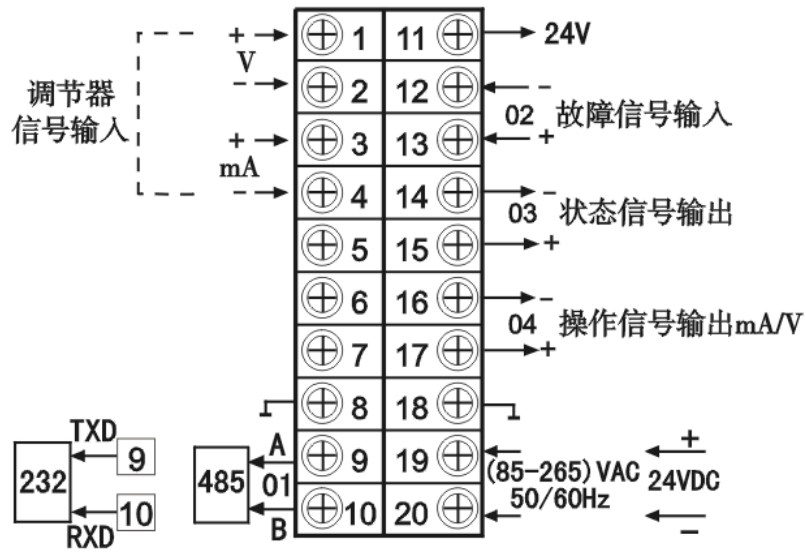 调节器
信号输入
+
V
-
+
mA
-
1 11
24V
2 12
-
02 故障信号输入
3 13
+
4 14
-
03 状态信号输出
5 15
+
6 16
-
04 操作信号输出mA/V
7 17
+
8 18
9 19
10 20
TXD
232
9
10
RXD
485
A
01
B
(85-265)VAC
50/60Hz
+
24VDC
-